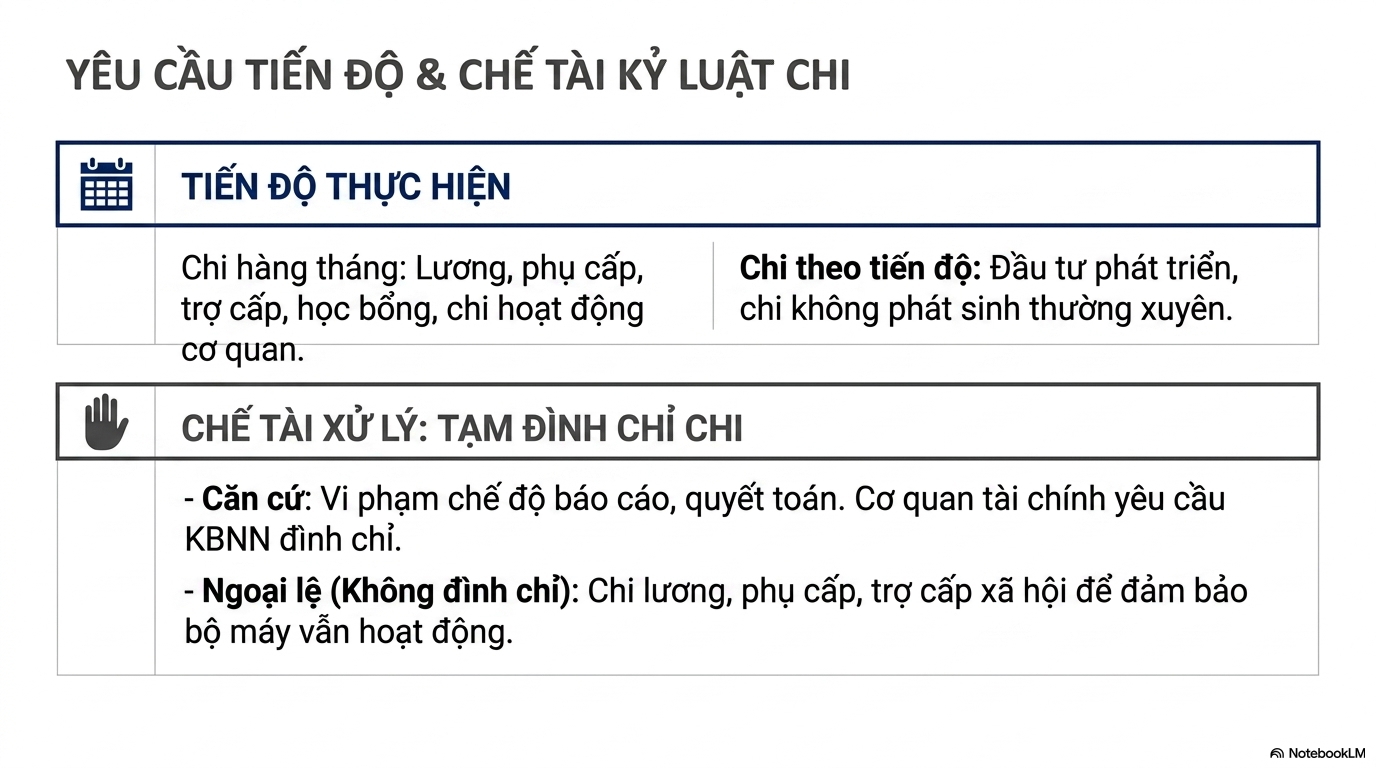 YÊU CẦU TIẾN ĐỘ & CHẾ TÀI KỶ LUẬT CHI
TIẾN ĐỘ THỰC HIỆN
Chi hàng tháng: Lương, phụ cấp,
trợ cấp, học bổng, chi hoạt động
cơ quan.
Chi theo tiến độ: Đầu tư phát triển,
chi không phát sinh thường xuyên.
CHẾ TÀI XỬ LÝ: TẠM ĐÌNH CHỈ CHI
- Căn cứ: Vi phạm chế độ báo cáo, quyết toán. Cơ quan tài chính yêu cầu
KBNN đình chỉ.
- Ngoại lệ (Không đình chỉ): Chi lương, phụ cấp, trợ cấp xã hội để đảm bảo
bộ máy vẫn hoạt động.
NotebookLM